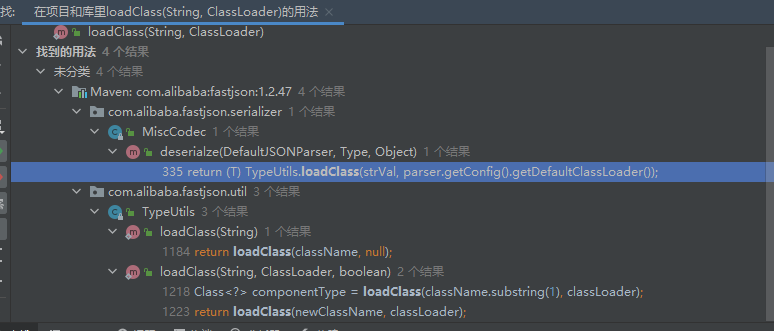 找: 在项目和库里loadClass(String, ClassLoader)的用法
loadClass(String, ClassLoader)
找到的用法 4个结果
未分类 4个结果
Maven: com.alibaba:fastjson:1.2.47 4个结果
com.alibaba.fastjson.serializer 1个结果
MiscCodec 1个结果
deserialze(DefaultJSONParser, Type, Object) 1个结果
335 return (T) TypeUtils.loadClass(strVal, parser.getConfig().getDefaultClassLoader());
com.alibaba.fastjson.util 3个结果
TypeUtils 3个结果
loadClass(String) 1个结果
1184 return loadClass(className, null);
loadClass(String, ClassLoader, boolean) 2个结果
1218 Class<?> componentType = loadClass(className.substring(1), classLoader);
1223 return loadClass(newClassName, classLoader);